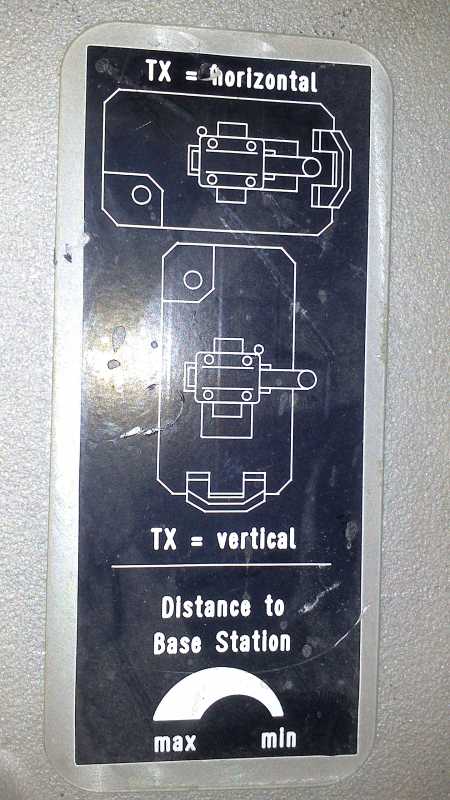 TX = horizontal
TX = vertical
Distance to
Base Station
max min